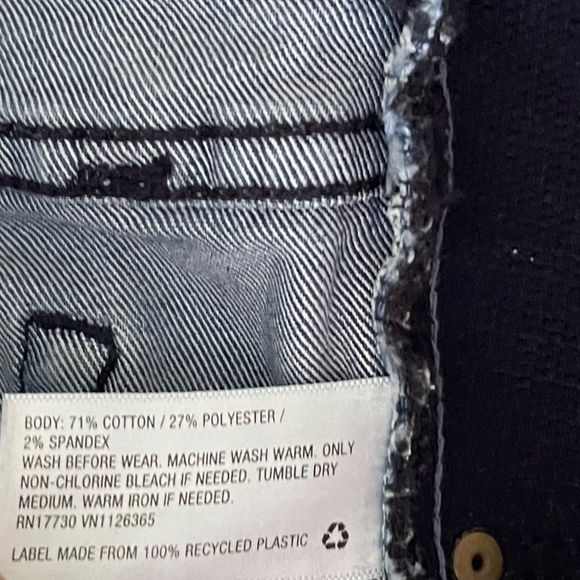 BODY: 71% COTTON / 27% POLYESTER /
2% SPANDEX
WASH BEFORE WEAR. MACHINE WASH WARM. ONLY
NON-CHLORINE BLEACH IF NEEDED. TUMBLE DRY
MEDIUM. WARM IRON IF NEEDED.
RN17730 VN1126365
LABEL MADE FROM 100% RECYCLED PLASTIC